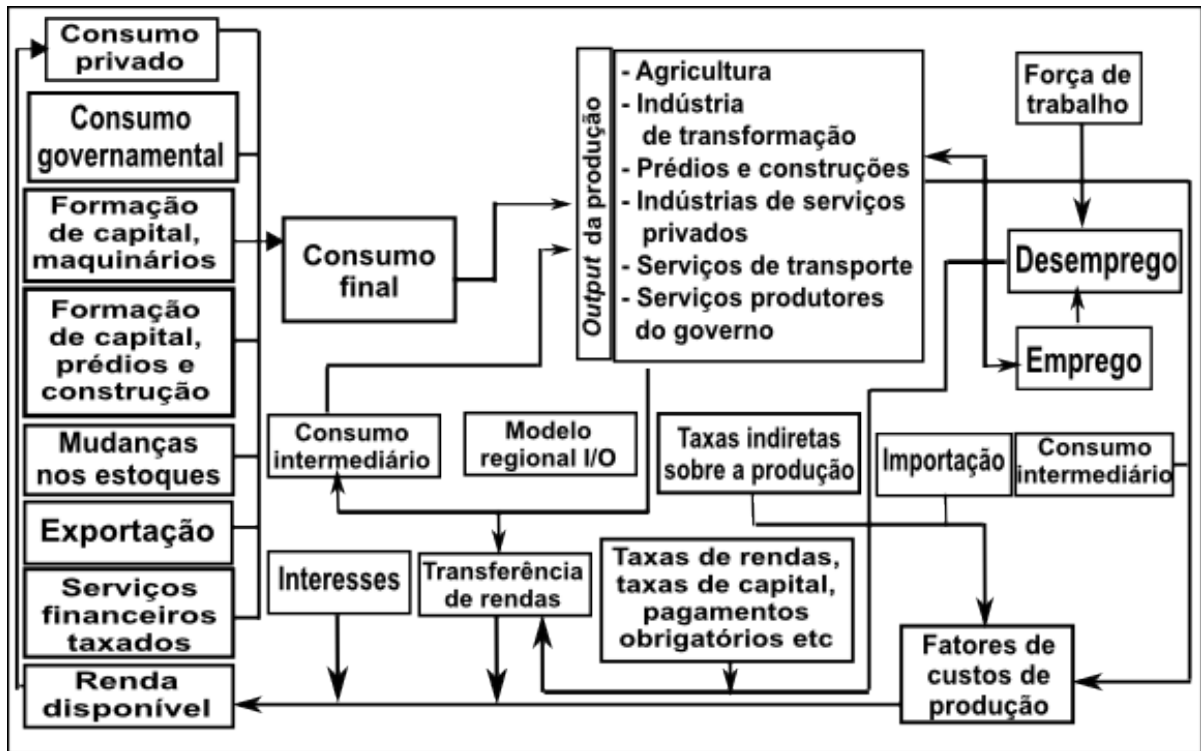 Consumo
privado
Consumo
governamental
Formação
de capital,
maquinários
Formação
de capital,
prédios e
construção
Mudanças
nos estoques
Exportação
Serviços
financeiros
taxados
Renda
disponível
Consumo
final
Output da produção
- Agricultura
- Indústria
de transformação
- Prédios e construções
- Indústrias de serviços
privados
- Serviços de transporte
- Serviços produtores
do governo
Força de
trabalho
Desemprego
Emprego
Consumo
intermediário
Modelo
regional I/O
Taxas indiretas
sobre a produção
Importação
Consumo
intermediário
Interesses
Transferência
de rendas
Taxas de rendas,
taxas de capital,
pagamentos
obrigatórios etc
Fatores de
custos de
produção